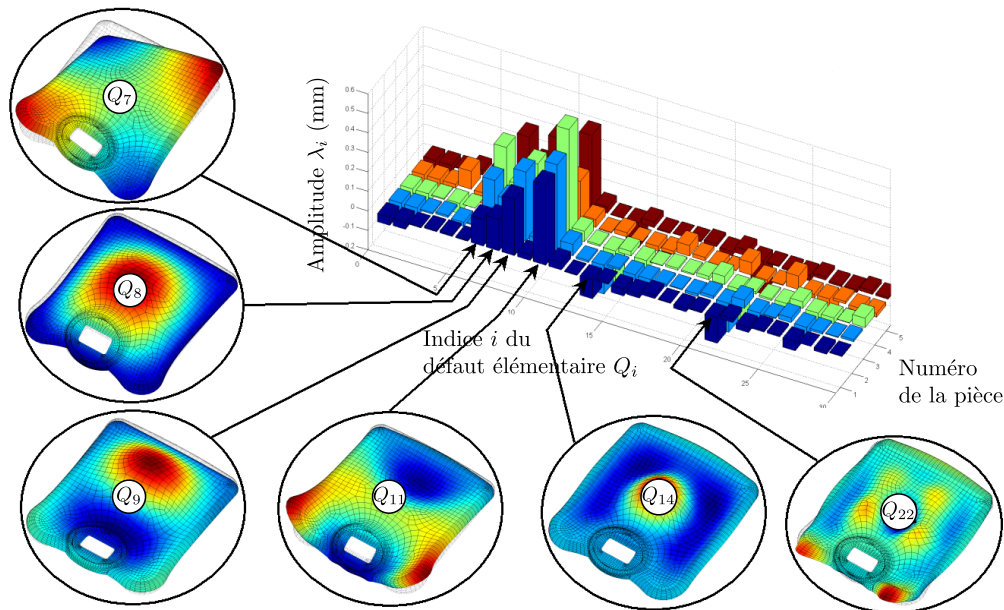 Q7
Q8
Q9
Q11
Q14
Q22
Amplitude λi (mm)
0.6
0.5
0.4
0.3
0.2
0.1
0
-0.1
-0.2
0
5
10
15
20
25
30
Indice i du
défaut élémentaire Qi
1
2
3
4
5
Numéro
de la pièce